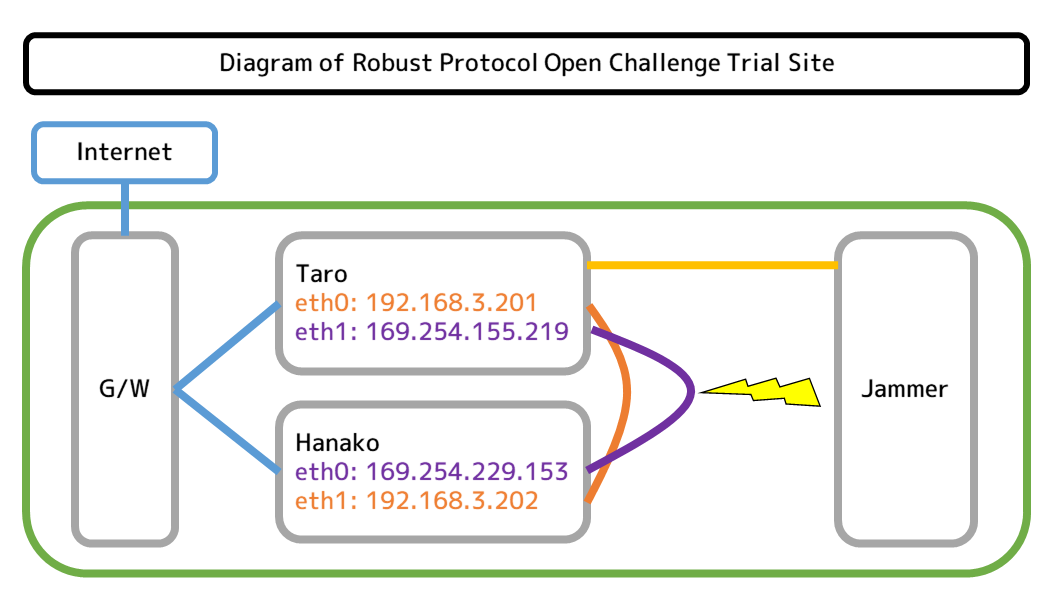 Diagram of Robust Protocol Open Challenge Trial Site
Internet
G/W
Taro
eth0: 192.168.3.201
eth1: 169.254.155.219
Hanako
eth0: 169.254.229.153
eth1: 192.168.3.202
Jammer